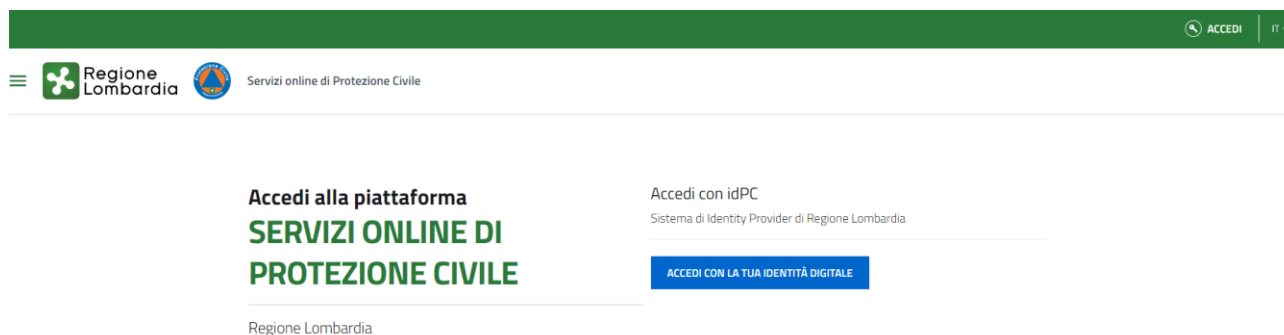 ACCEDI
IT
Regione
Lombardia
Servizi online di Protezione Civile
Accedi alla piattaforma
SERVIZI ONLINE DI
PROTEZIONE CIVILE
Regione Lombardia
Accedi con idPC
Sistema di Identity Provider di Regione Lombardia
ACCEDI CON LA TUA IDENTITÀ DIGITALE